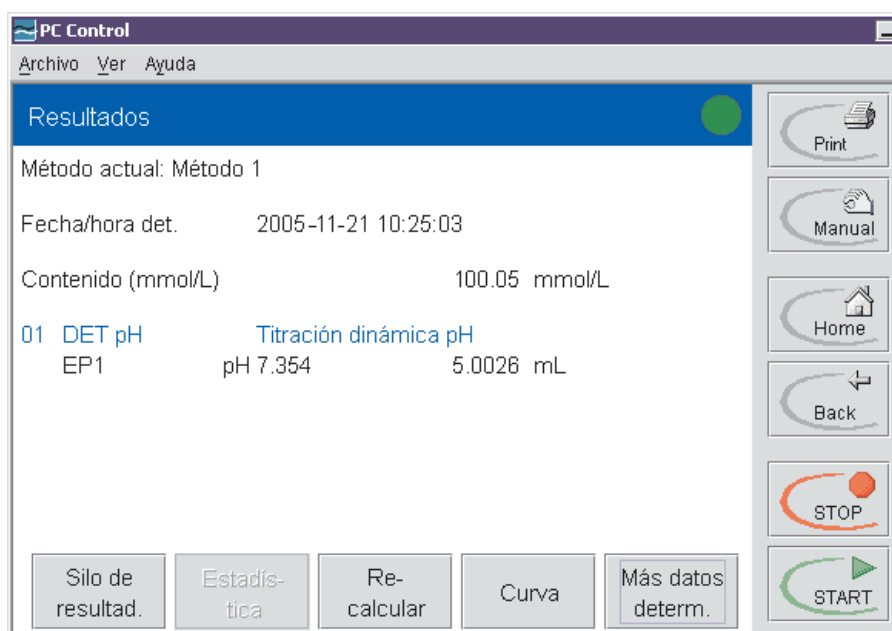 PC Control
Archivo Ver Ayuda
Resultados
Método actual: Método 1
Fecha/hora det. 2005-11-21 10:25:03
Contenido (mmol/L) 100.05 mmol/L
01 DET pH Titración dinámica pH
EP1 pH 7.354 5.0026 mL
Silo de
resultad.
Estadís-
tica
Re-
calcular
Curva
Más datos
determ.
Print
Manual
Home
Back
STOP
START